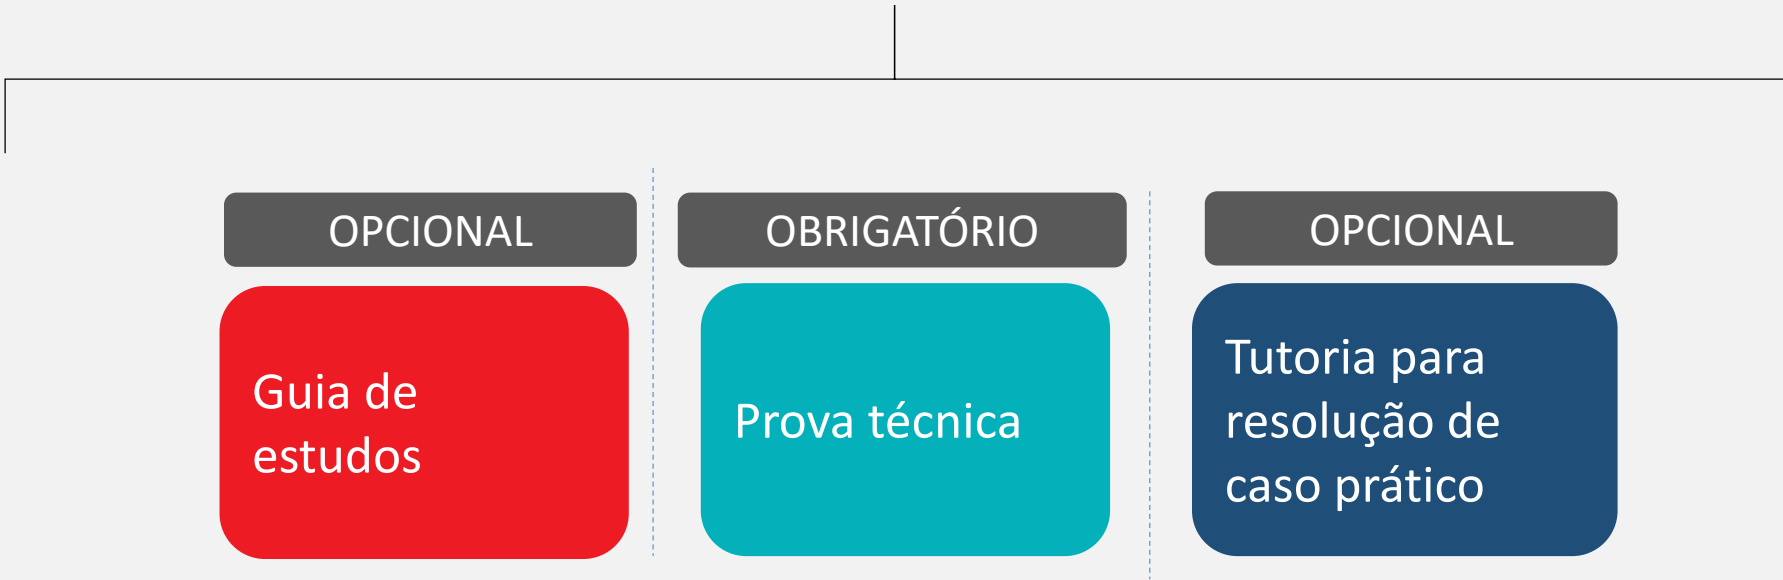 OPCIONAL
Guia de
estudos
OBRIGATÓRIO
Prova técnica
OPCIONAL
Tutoria para
resolução de
caso prático